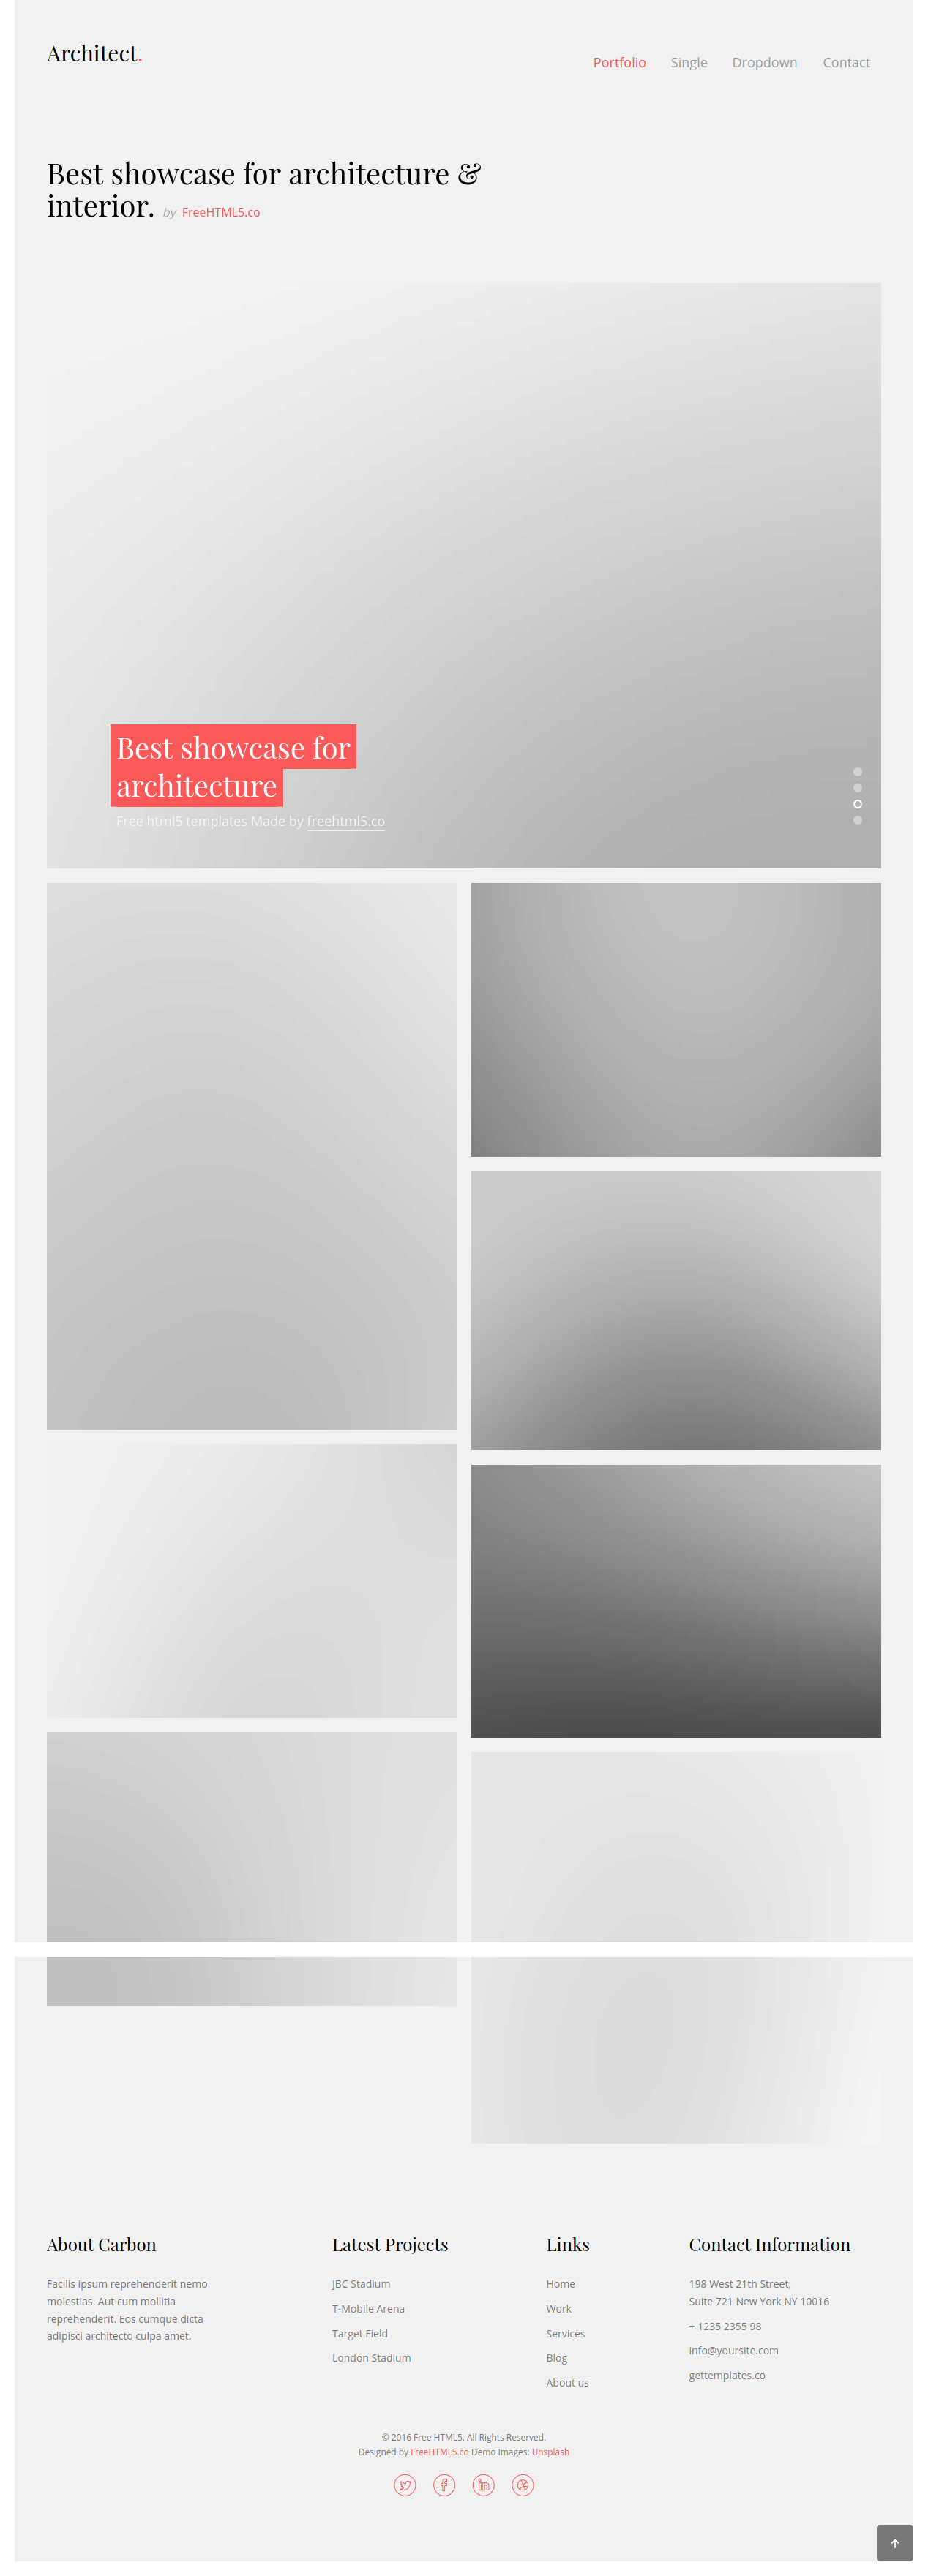 Architect.
Portfolio Single Dropdown Contact
Best showcase for architecture &
interior. by FreeHTML5.co
Best showcase for
architecture
Free html5 templates Made by freehtml5.co
About Carbon
Facilis ipsum reprehenderit nemo
molestias. Aut cum mollitia
reprehenderit. Eos cumque dicta
adipisci architecto culpa amet.
Latest Projects
JBC Stadium
T-Mobile Arena
Target Field
London Stadium
Links
Home
Work
Services
Blog
About us
Contact Information
198 West 21th Street,
Suite 721 New York NY 10016
+ 1235 2355 98
info@yoursite.com
gettemplates.co
© 2016 Free HTML5. All Rights Reserved.
Designed by FreeHTML5.co Demo Images: Unsplash